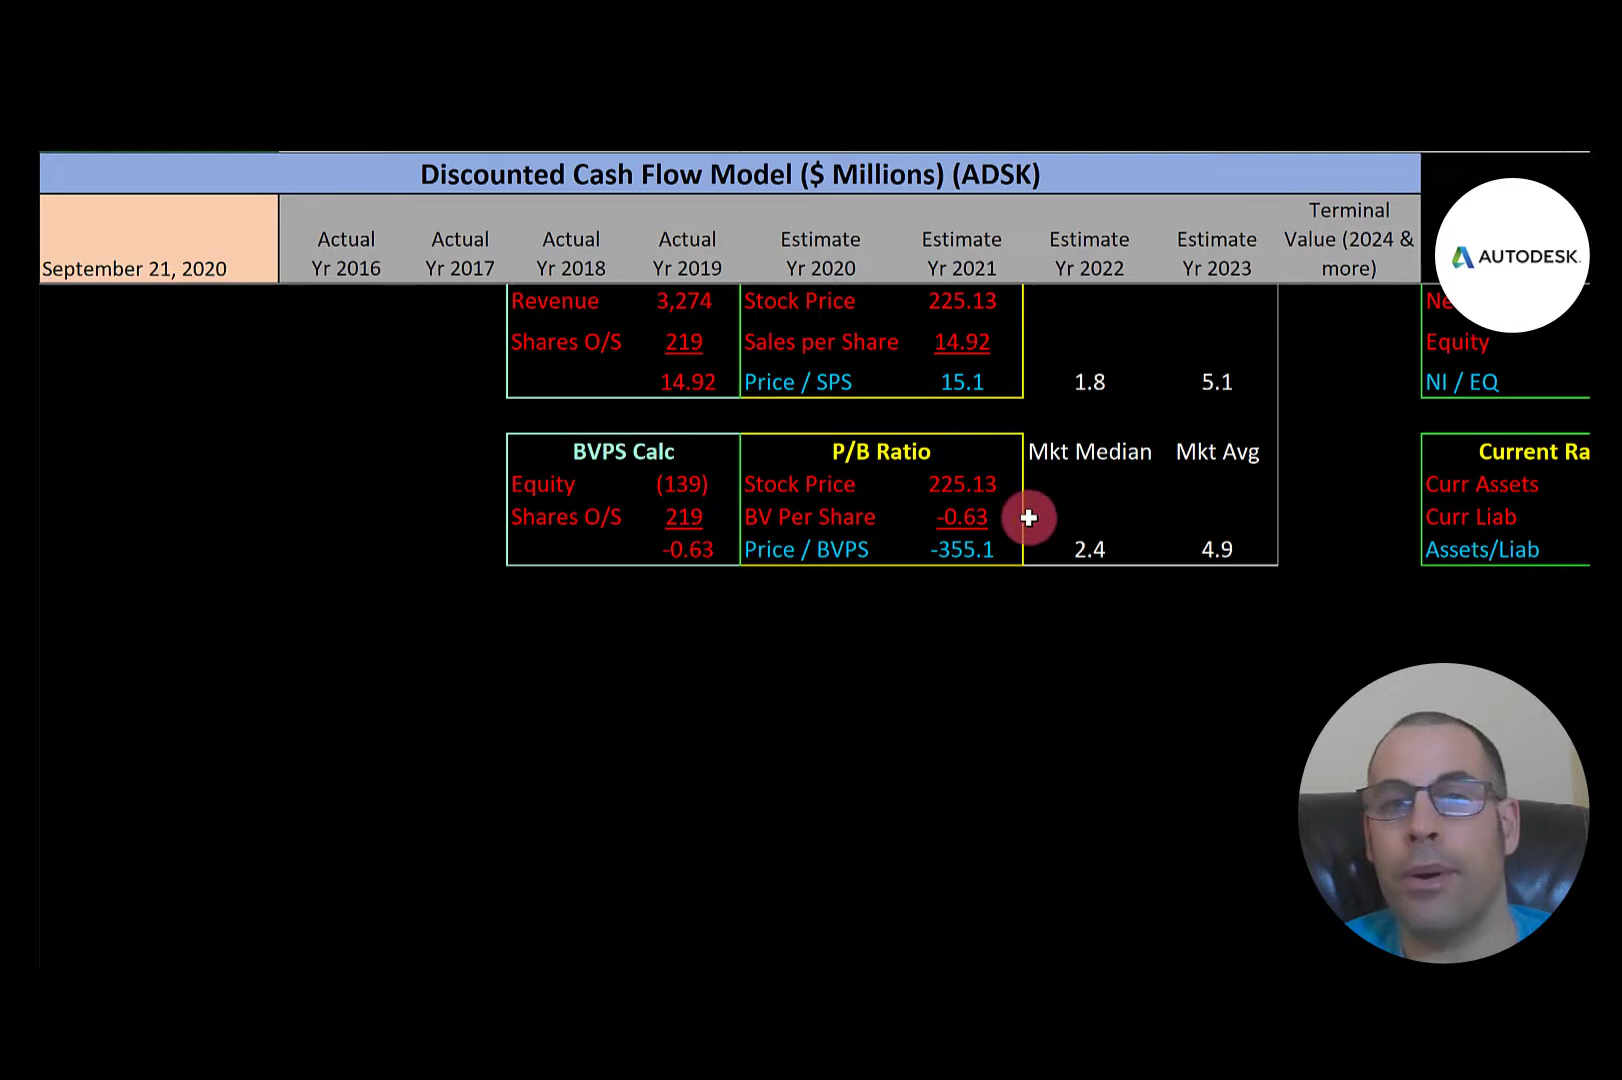 Discounted Cash Flow Model ($ Millions) (ADSK)
September 21, 2020
Actual Yr 2016
Actual Yr 2017
Actual Yr 2018
Actual Yr 2019
Estimate Yr 2020
Estimate Yr 2021
Estimate Yr 2022
Estimate Yr 2023
Terminal Value (2024 & more)
AUTODESK.
Revenue 3,274 Stock Price 225.13 Ne
Shares O/S 219 Sales per Share 14.92 Equity
14.92 Price / SPS 15.1 1.8 5.1 NI / EQ
BVPS Calc P/B Ratio Mkt Median Mkt Avg Current Ra
Equity (139) Stock Price 225.13 Curr Assets
Shares O/S 219 BV Per Share -0.63 Curr Liab
-0.63 Price / BVPS -355.1 2.4 4.9 Assets/Liab